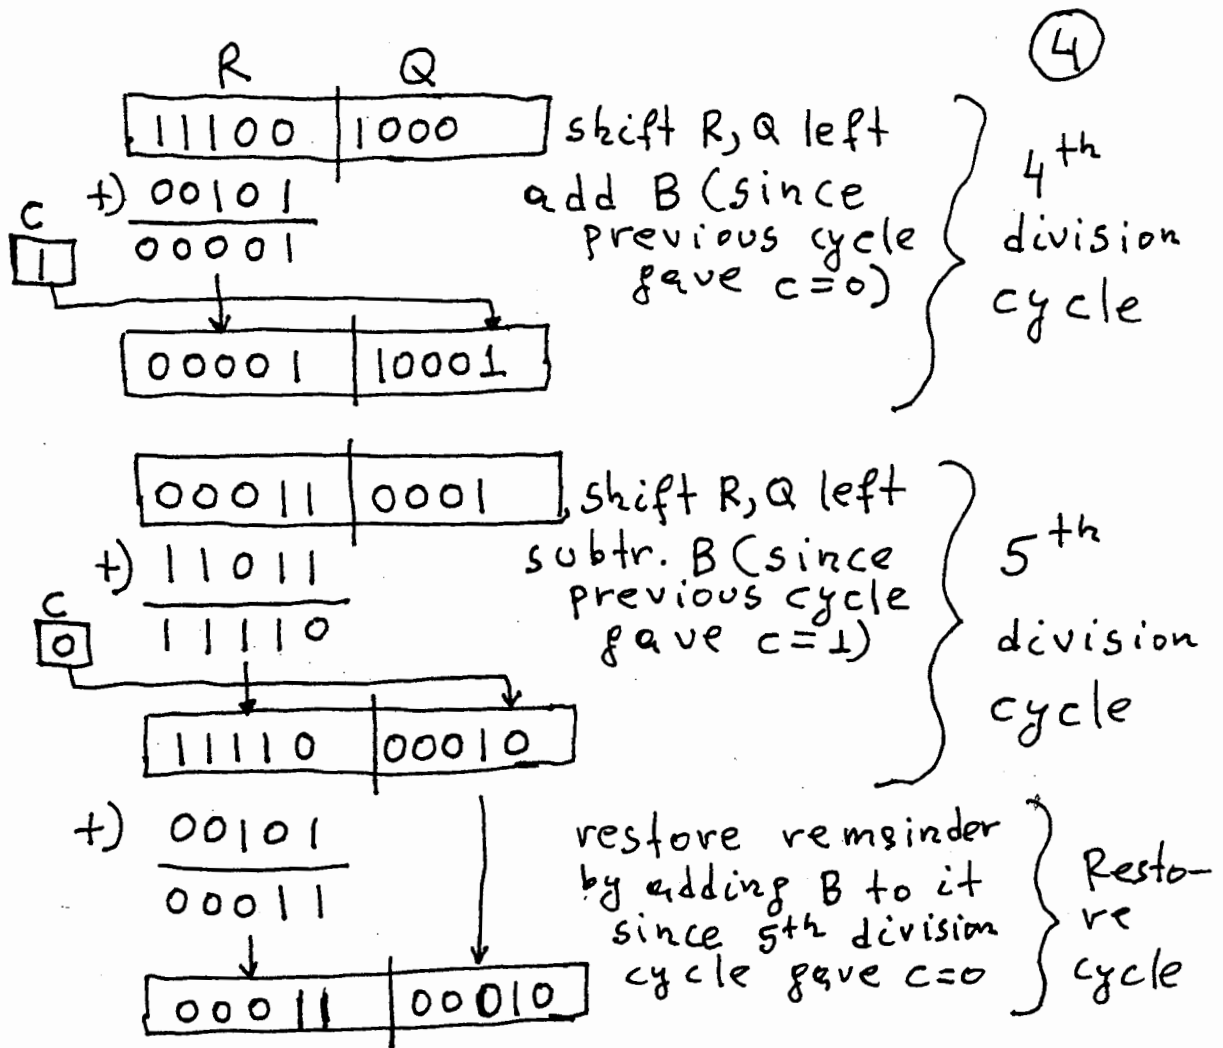 4
R Q
11100 1000 shift R, Q left
+) 00101 add B (since
C 00001 previous cycle
1 gave c=0)
00001 10001
4th
division
cycle
00011 0001 shift R, Q left
+) 11011 subtr. B (since
C 11110 previous cycle
0 gave c=1)
11110 00010
5th
division
cycle
+) 00101 restore remainder
00011 by adding B to it
since 5th division
cycle gave c=0
00011 00010
Resto-
re
cycle